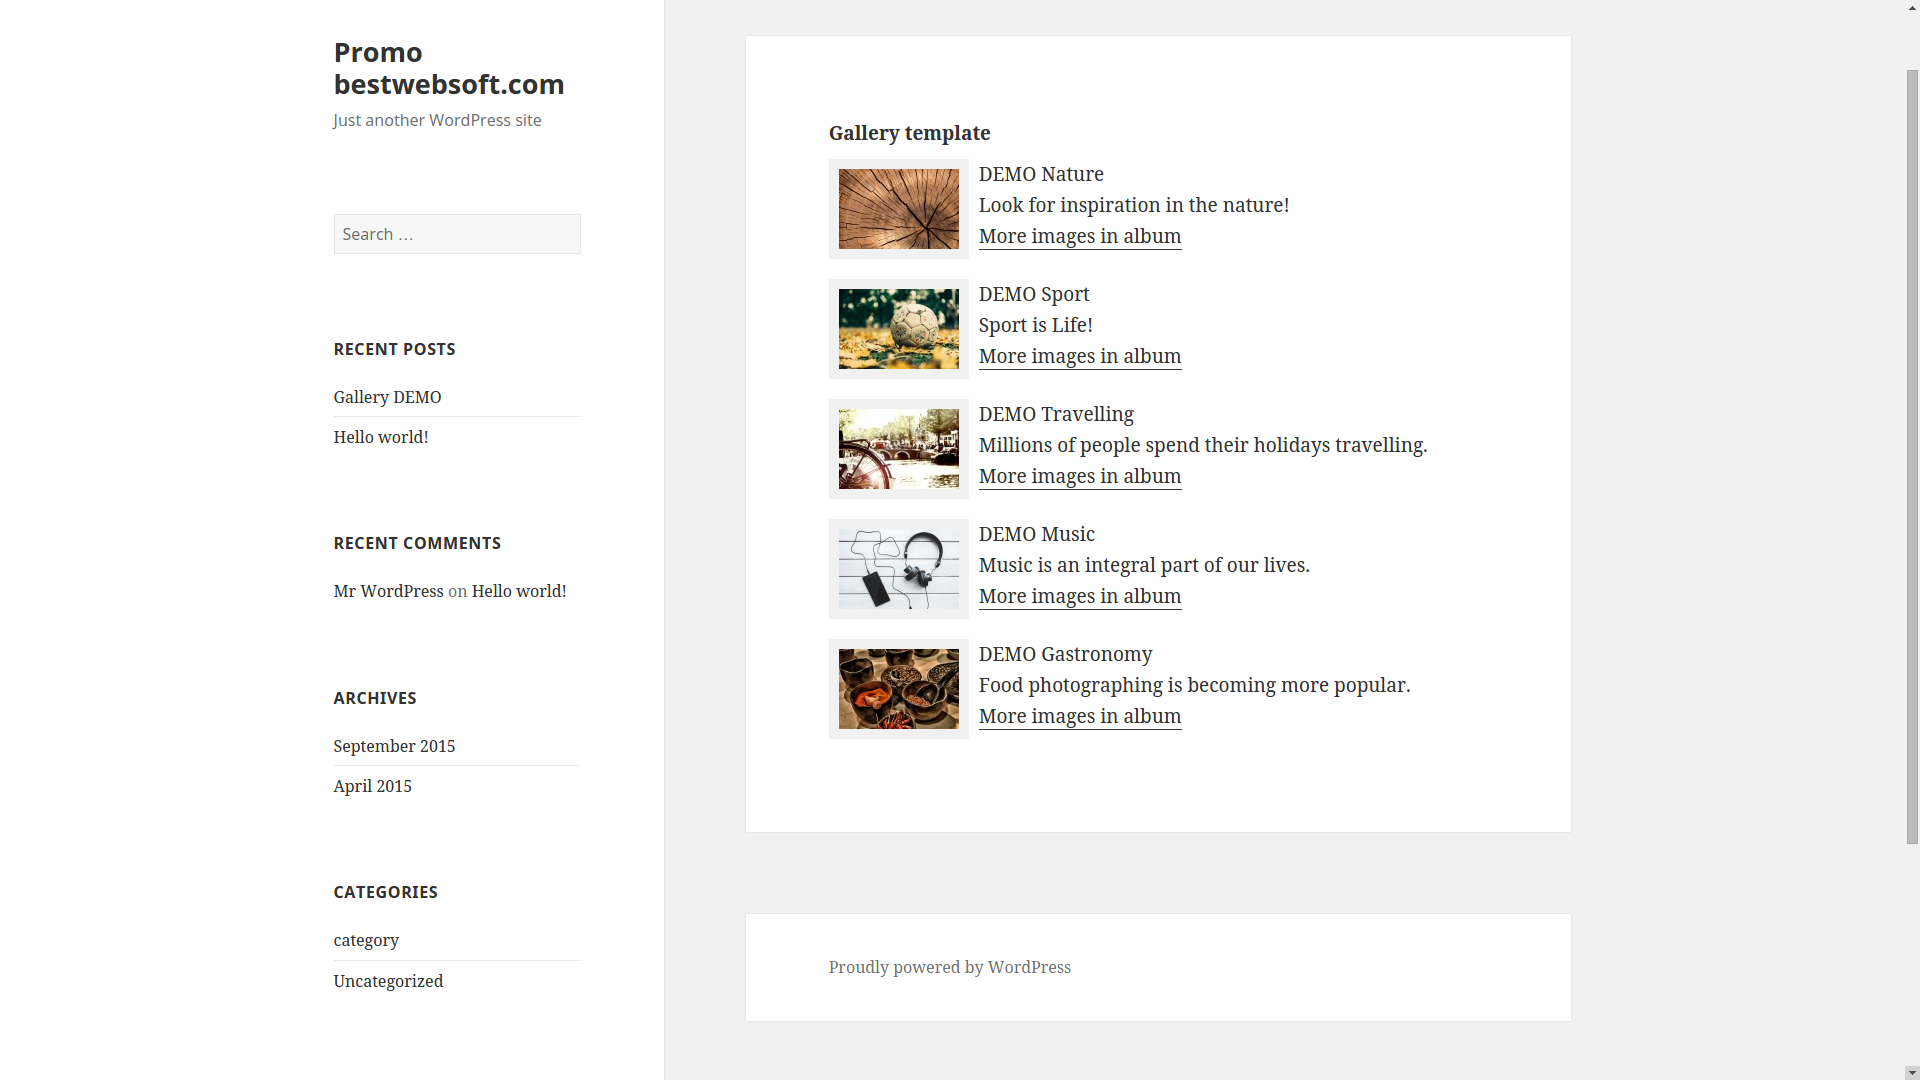 Promo
bestwebsoft.com
Just another WordPress site
Search …
RECENT POSTS
Gallery DEMO
Hello world!
RECENT COMMENTS
Mr WordPress on Hello world!
ARCHIVES
September 2015
April 2015
CATEGORIES
category
Uncategorized
Gallery template
DEMO Nature
Look for inspiration in the nature!
More images in album
DEMO Sport
Sport is Life!
More images in album
DEMO Travelling
Millions of people spend their holidays travelling.
More images in album
DEMO Music
Music is an integral part of our lives.
More images in album
DEMO Gastronomy
Food photographing is becoming more popular.
More images in album
Proudly powered by WordPress